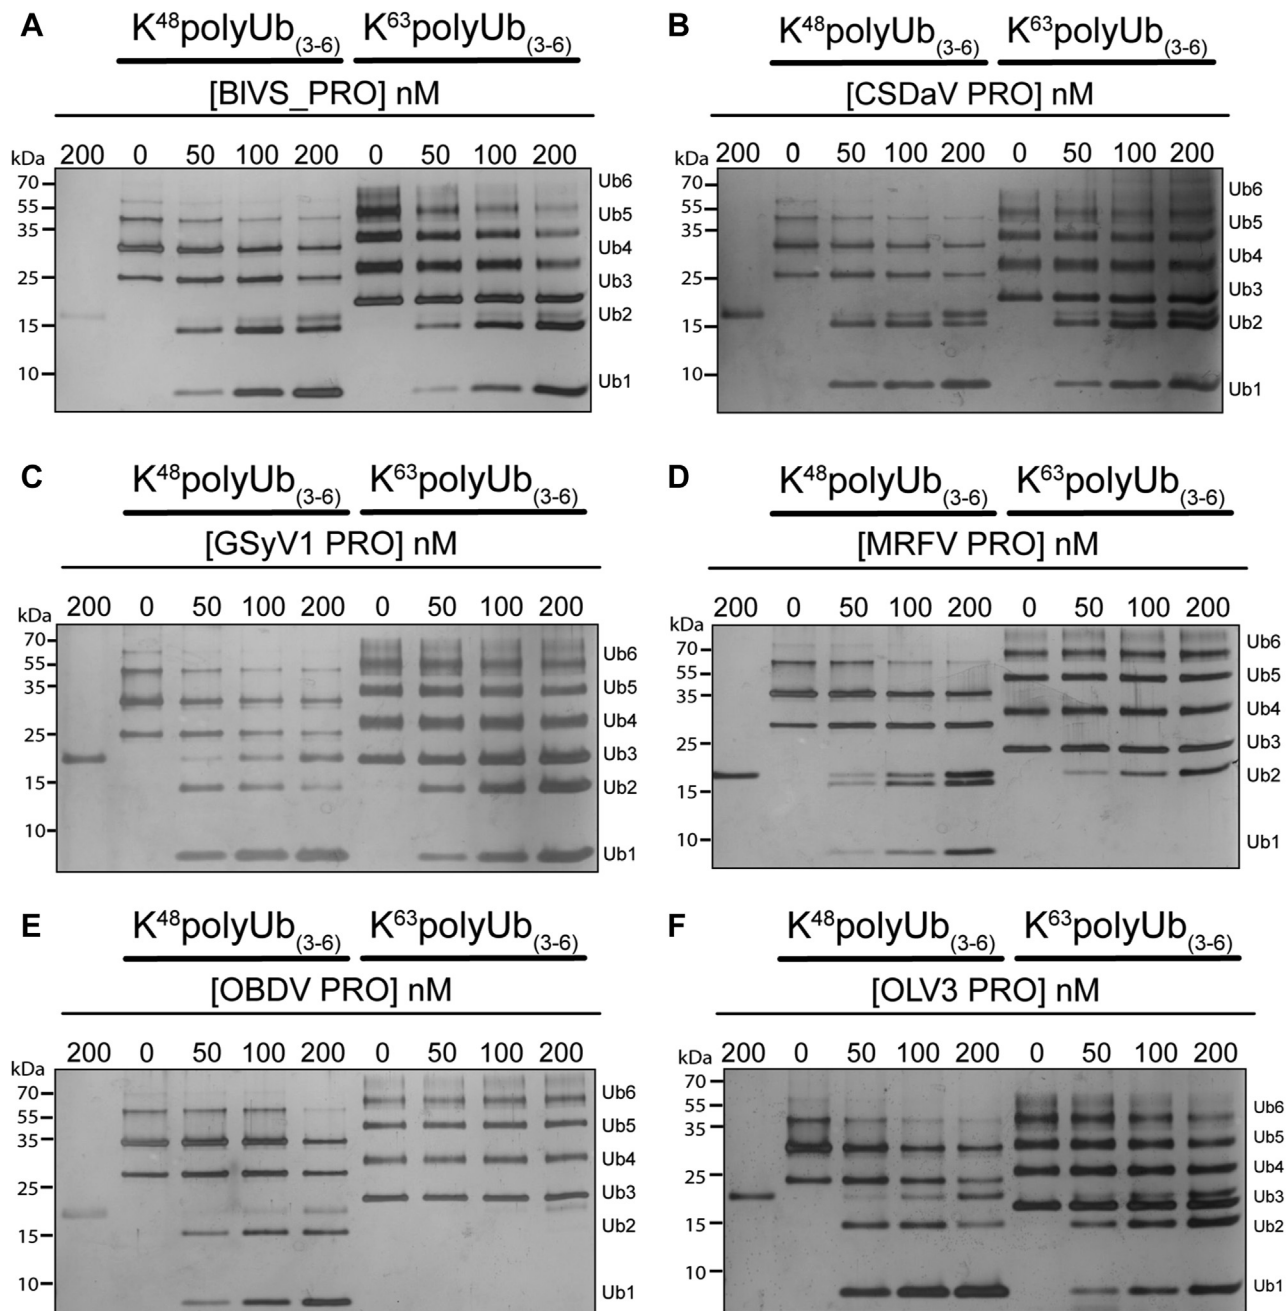 A
K48polyUb(3-6) K63polyUb(3-6)
[BIVS_PRO] nM
kDa 200 0 50 100 200 0 50 100 200
70
55
35
25
15
10
Ub6
Ub5
Ub4
Ub3
Ub2
Ub1
B
K48polyUb(3-6) K63polyUb(3-6)
[CSDaV PRO] nM
kDa 200 0 50 100 200 0 50 100 200
70
55
35
25
15
10
Ub6
Ub5
Ub4
Ub3
Ub2
Ub1
C
K48polyUb(3-6) K63polyUb(3-6)
[GSyV1 PRO] nM
kDa 200 0 50 100 200 0 50 100 200
70
55
35
25
15
10
Ub6
Ub5
Ub4
Ub3
Ub2
Ub1
D
K48polyUb(3-6) K63polyUb(3-6)
[MRFV PRO] nM
kDa 200 0 50 100 200 0 50 100 200
70
55
35
25
15
10
Ub6
Ub5
Ub4
Ub3
Ub2
Ub1
E
K48polyUb(3-6) K63polyUb(3-6)
[OBDV PRO] nM
kDa 200 0 50 100 200 0 50 100 200
70
55
35
25
15
10
Ub6
Ub5
Ub4
Ub3
Ub2
Ub1
F
K48polyUb(3-6) K63polyUb(3-6)
[OLV3 PRO] nM
kDa 200 0 50 100 200 0 50 100 200
70
55
35
25
15
10
Ub6
Ub5
Ub4
Ub3
Ub2
Ub1